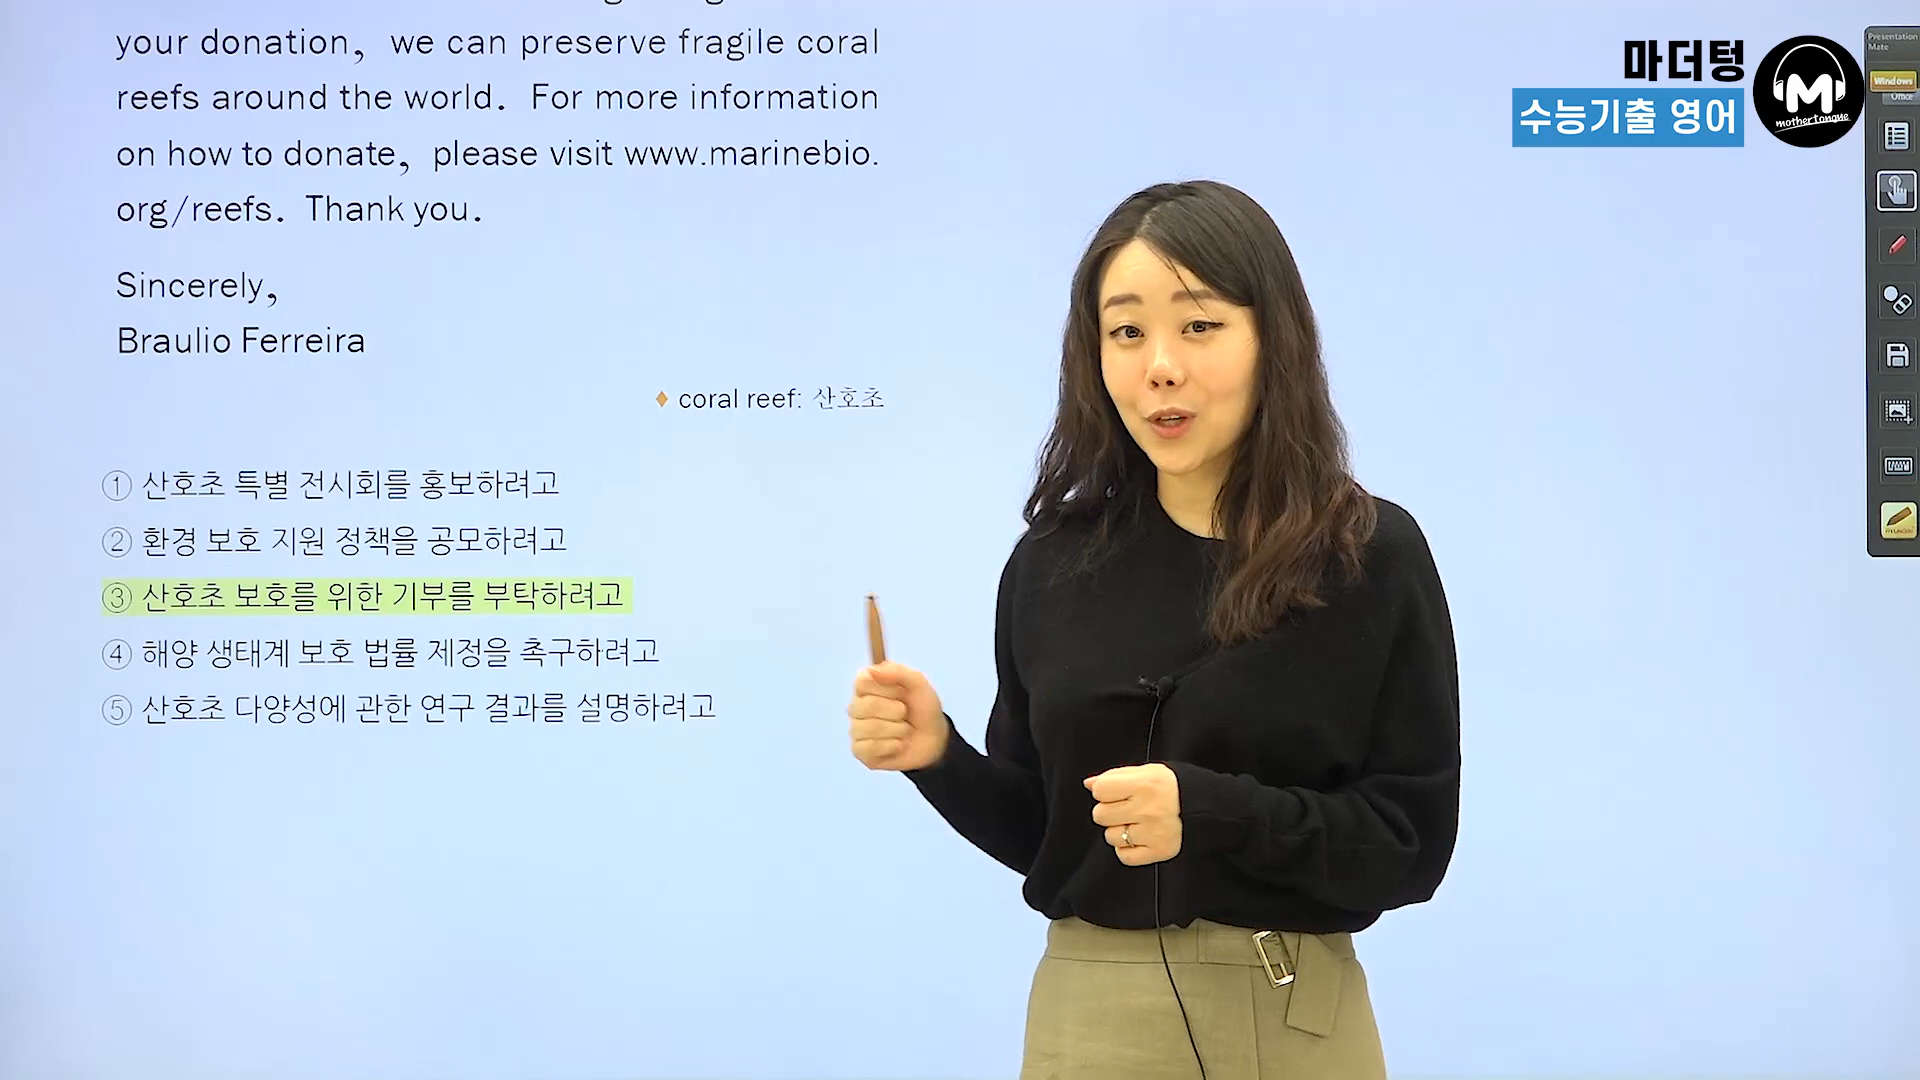 your donation, we can preserve fragile coral
reefs around the world. For more information
on how to donate, please visit www.marinebio.
org/reefs. Thank you.
Sincerely,
Braulio Ferreira
♦ coral reef: 산호초
① 산호초 특별 전시회를 홍보하려고
② 환경 보호 지원 정책을 공모하려고
③ 산호초 보호를 위한 기부를 부탁하려고
④ 해양 생태계 보호 법률 제정을 촉구하려고
⑤ 산호초 다양성에 관한 연구 결과를 설명하려고
마더텅
수능기출 영어
M
mothertongue
Presentation
Mate
Windows
Office
HYUNDAI